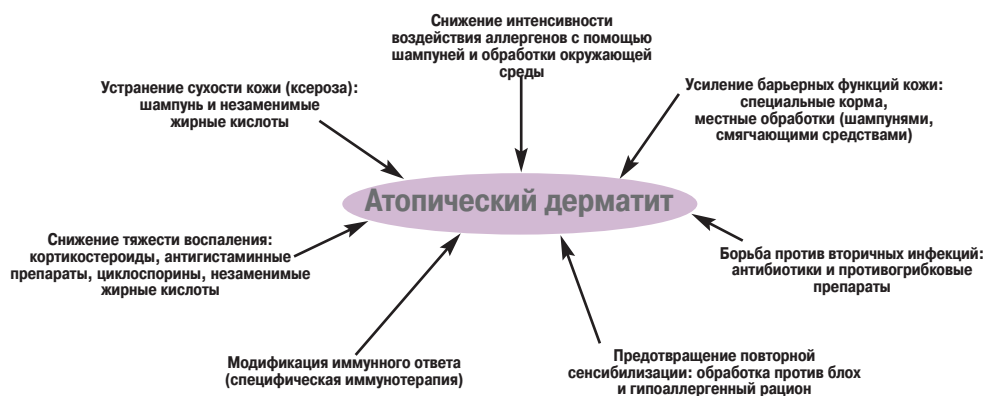 Снижение интенсивности
воздействия аллергенов с помощью
шампуней и обработки окружающей
среды
Устранение сухости кожи (ксероза):
шампунь и незаменимые
жирные кислоты
Усиление барьерных функций кожи:
специальные корма,
местные обработки (шампунями,
смягчающими средствами)
Атопический дерматит
Снижение тяжести воспаления:
кортикостероиды, антигистаминные
препараты, циклоспорины, незаменимые
жирные кислоты
Борьба против вторичных инфекций:
антибиотики и противогрибковые
препараты
Модификация иммунного ответа
(специфическая иммунотерапия)
Предотвращение повторной
сенсибилизации: обработка против блох
и гипоаллергенный рацион